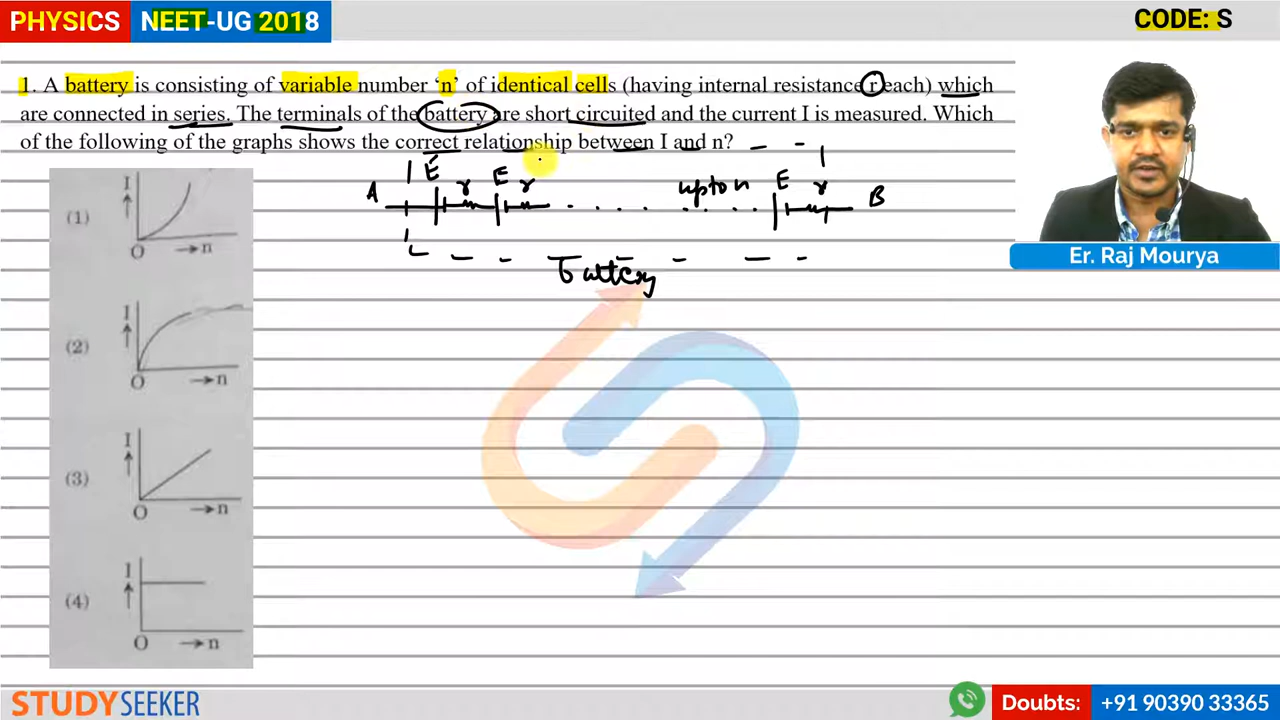 PHYSICS NEET-UG 2018
CODE: S
1. A battery is consisting of variable number ‘n’ of identical cells (having internal resistance r each) which
are connected in series. The terminals of the battery are short circuited and the current I is measured. Which
of the following of the graphs shows the correct relationship between I and n?
A E r E r upto n E r B
battery
(1) I O n
(2) I O n
(3) I O n
(4) I O n
Er. Raj Mourya
STUDYSEEKER
Doubts: +91 90390 33365